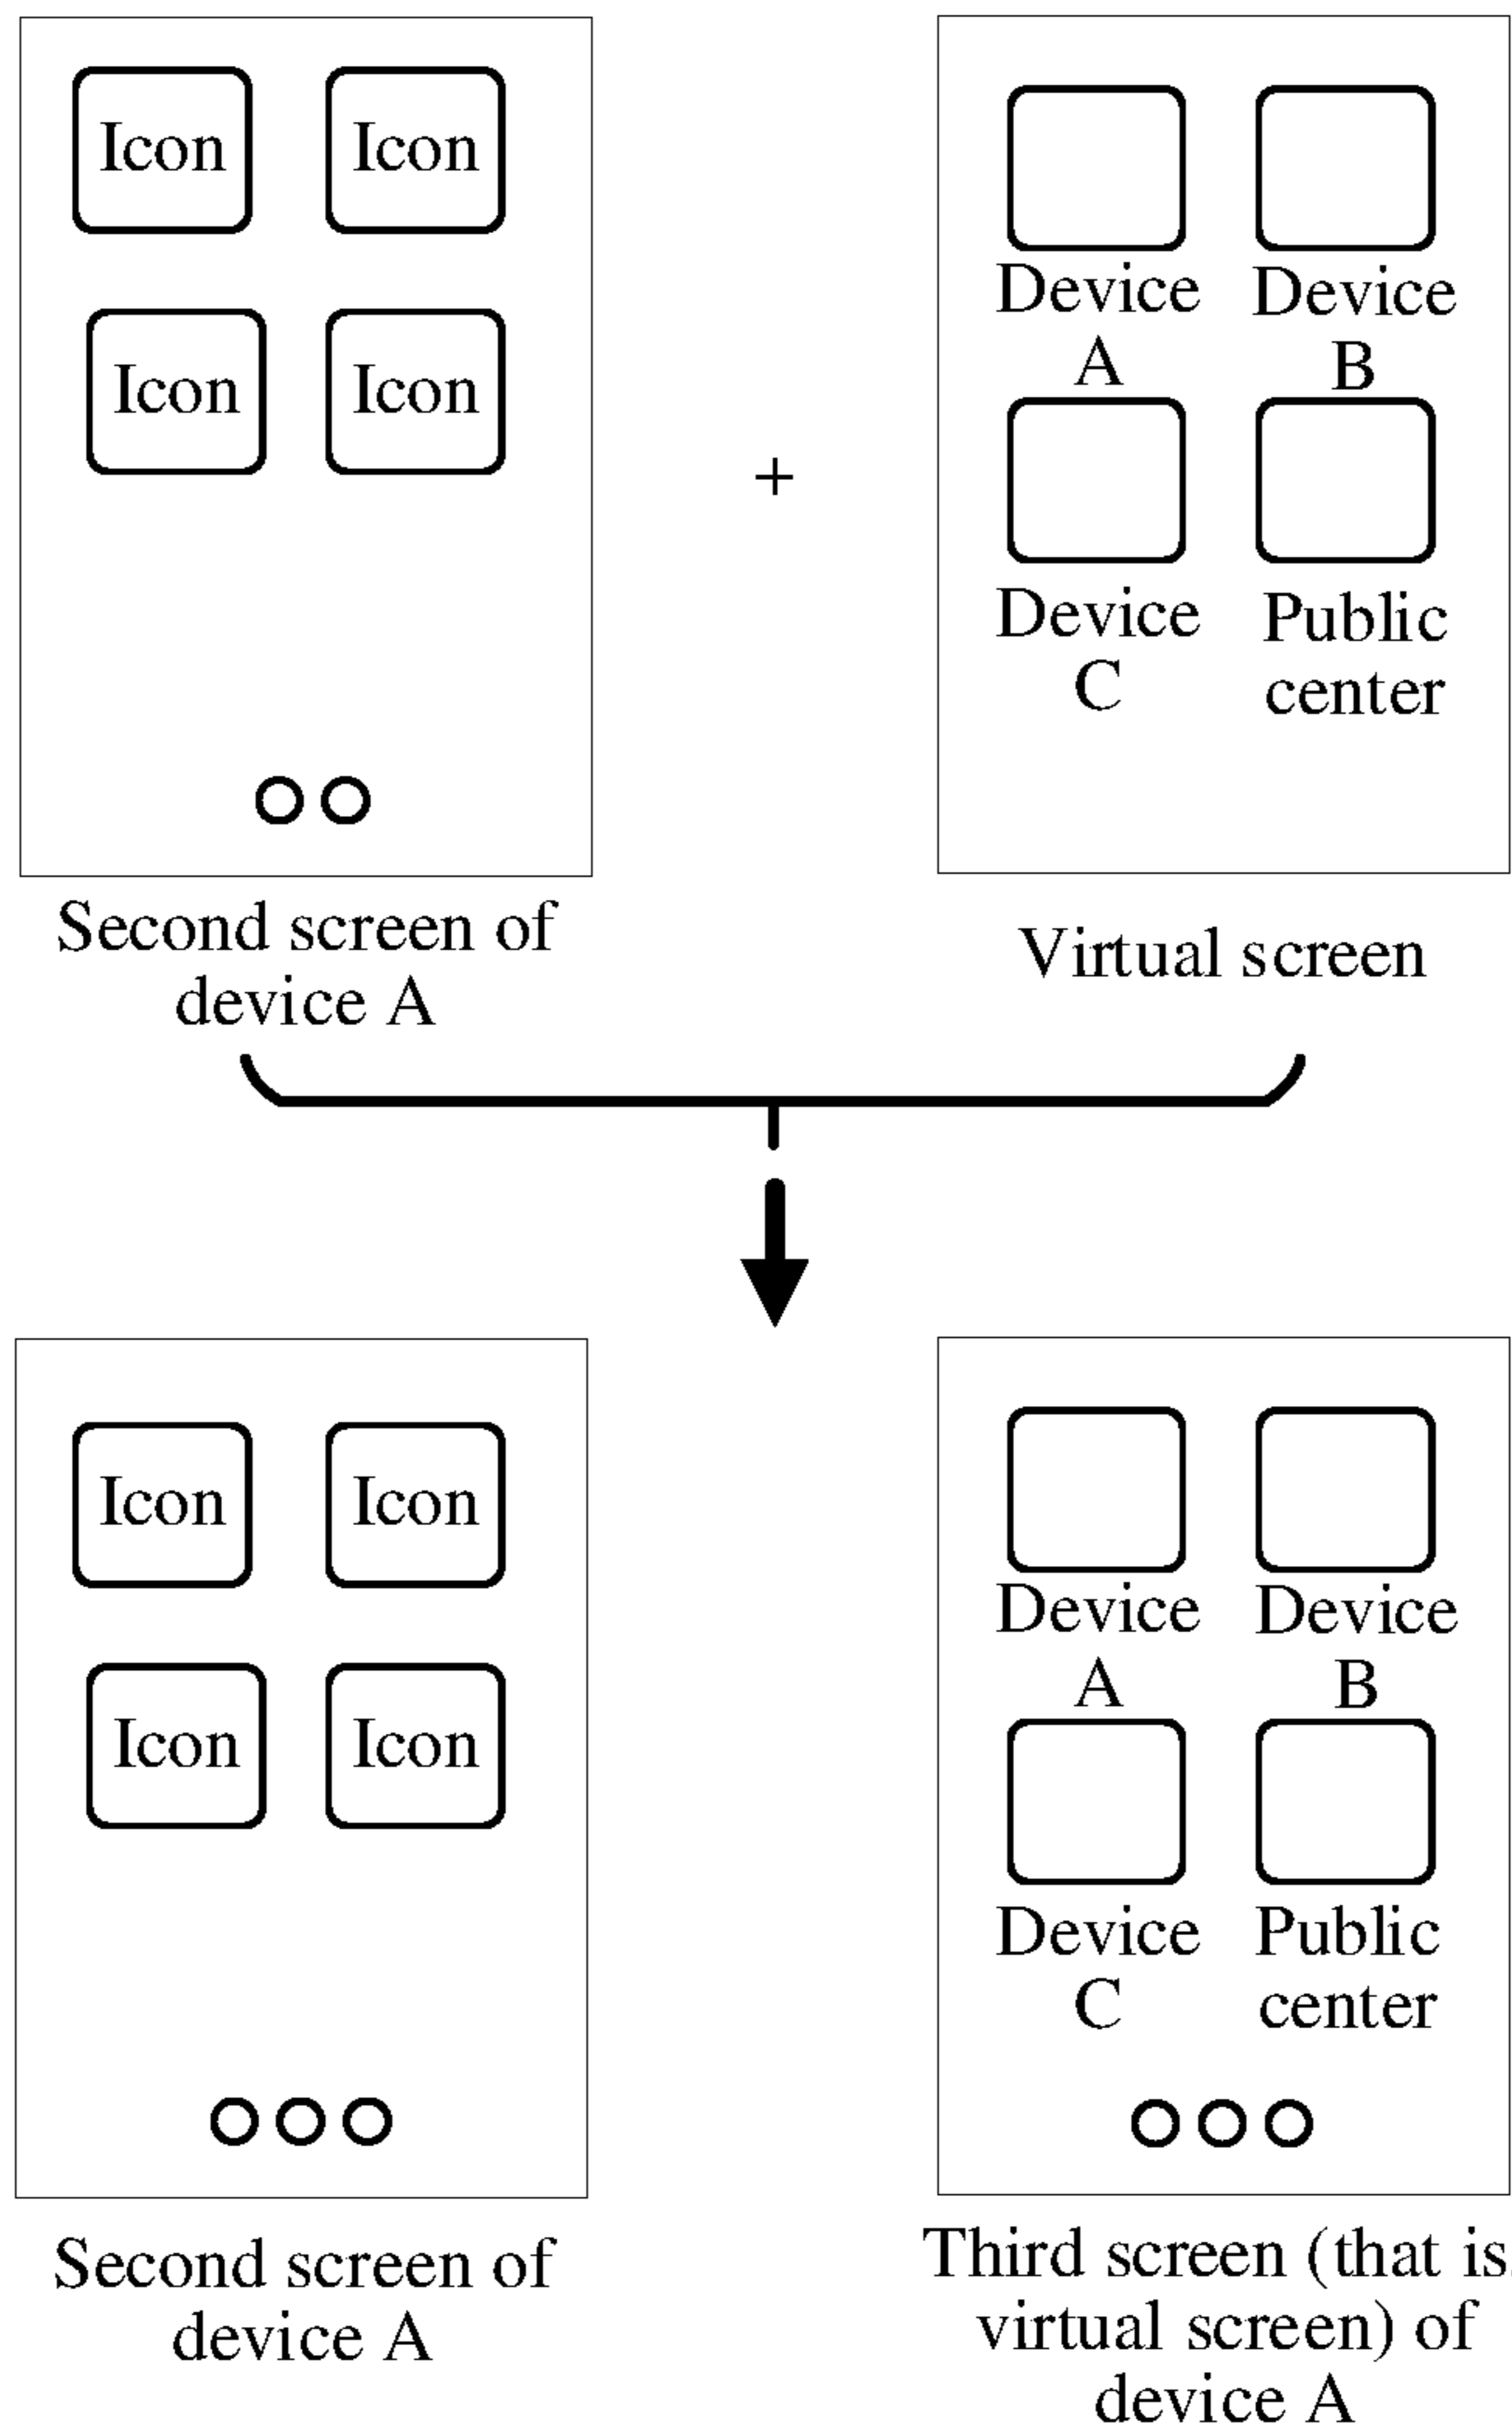 Icon Icon
Icon Icon
Second screen of
device A
+
Device
A
Device
B
Device
C
Public
center
Virtual screen
Icon Icon
Icon Icon
Second screen of
device A
Device
A
Device
B
Device
C
Public
center
Third screen (that is
virtual screen) of
device A